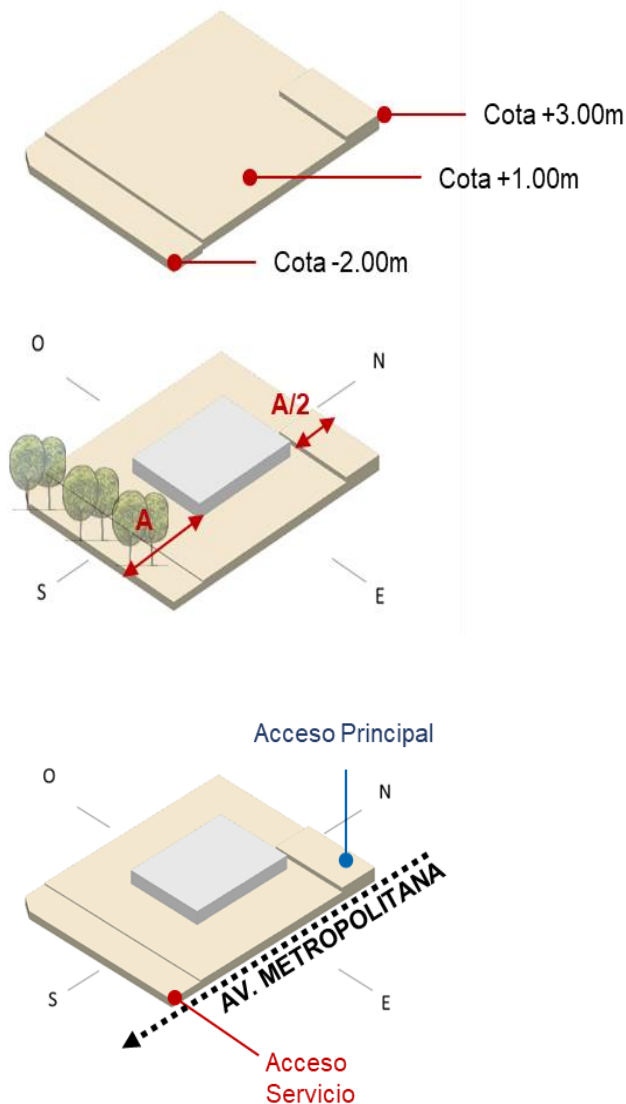 Cota +3.00m
Cota +1.00m
Cota -2.00m
O
N
A/2
A
S
E
Acceso Principal
O
N
AV. METROPOLITANA
S
E
Acceso
Servicio